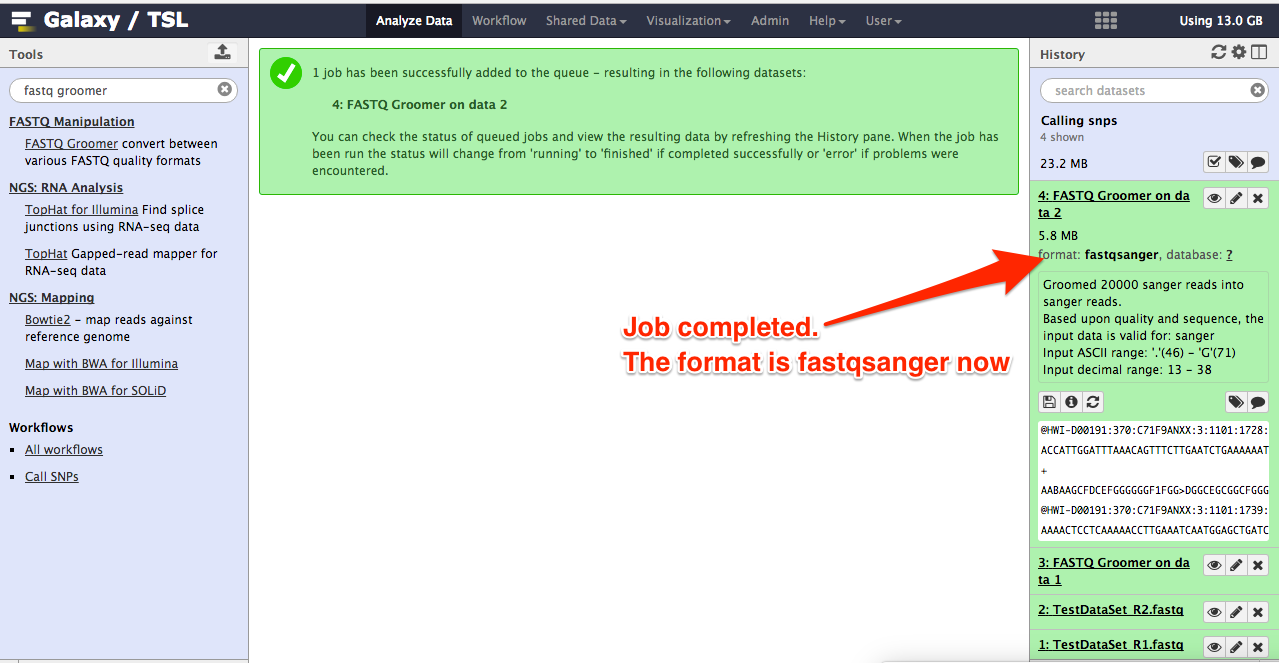 Galaxy / TSL
Analyze Data
Workflow
Shared Data
Visualization
Admin
Help
User
Using 13.0 GB
Tools
fastq groomer
FASTQ Manipulation
FASTQ Groomer convert between
various FASTQ quality formats
NGS: RNA Analysis
TopHat for Illumina Find splice
junctions using RNA-seq data
TopHat Gapped-read mapper for
RNA-seq data
NGS: Mapping
Bowtie2 - map reads against
reference genome
Map with BWA for Illumina
Map with BWA for SOLiD
Workflows
All workflows
Call SNPs
1 job has been successfully added to the queue - resulting in the following datasets:
4: FASTQ Groomer on data 2
You can check the status of queued jobs and view the resulting data by refreshing the History pane. When the job has
been run the status will change from 'running' to 'finished' if completed successfully or 'error' if problems were
encountered.
Job completed.
The format is fastqsanger now
History
search datasets
Calling snps
4 shown
23.2 MB
4: FASTQ Groomer on da
ta 2
5.8 MB
format: fastqsanger, database: ?
Groomed 20000 sanger reads into
sanger reads.
Based upon quality and sequence, the
input data is valid for: sanger
Input ASCII range: '.'(46) - 'G'(71)
Input decimal range: 13 - 38
@HWI-D00191:370:C71F9ANXX:3:1101:1728:
ACCATTGGATTTAAACAGTTTCTTGAATCTGAAAAAAT
+
AABAAGCFDCEFGGGGGGF1FGG>DGGCEGCGGCFGGG
@HWI-D00191:370:C71F9ANXX:3:1101:1739:
AAAACTCCTCAAAAACCTTGAAATCAATGGAGCTGATC
3: FASTQ Groomer on da
ta 1
2: TestDataSet_R2.fastq
1: TestDataSet_R1.fastq